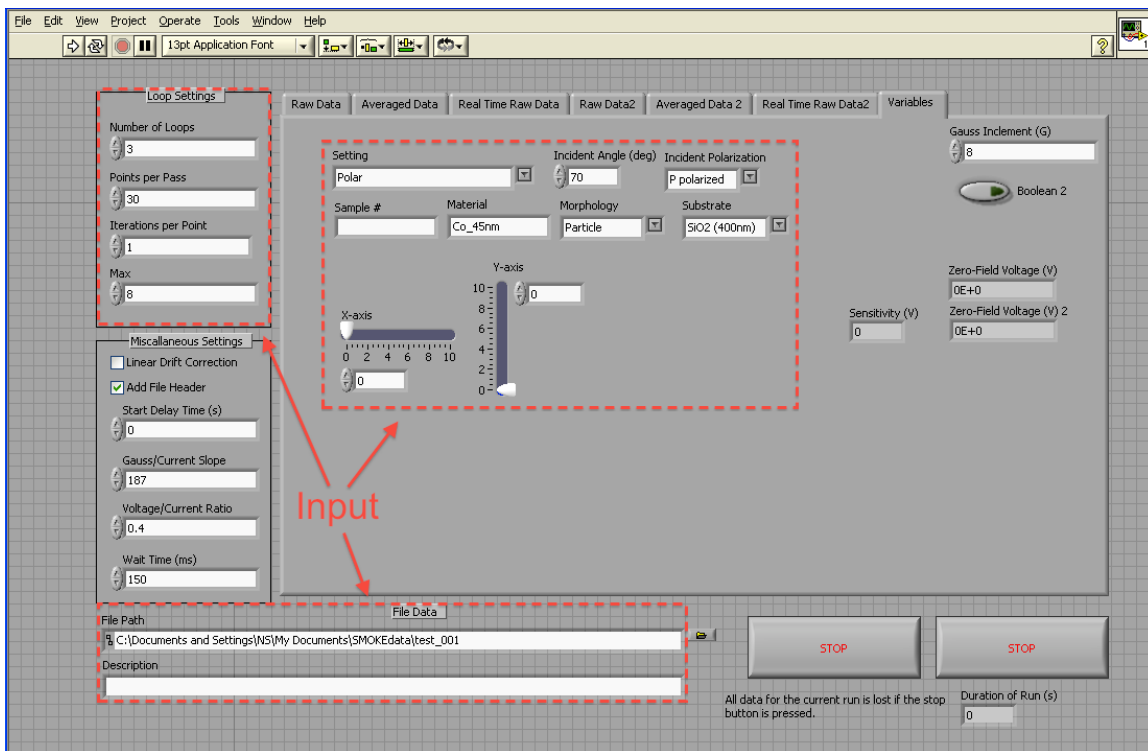 File Edit View Project Operate Tools Window Help
13pt Application Font
?
1
Loop Settings
Number of Loops
3
Points per Pass
30
Iterations per Point
1
Max
8
Miscallaneous Settings
Linear Drift Correction
Add File Header
Start Delay Time (s)
0
Gauss/Current Slope
187
Voltage/Current Ratio
0.4
Wait Time (ms)
150
Raw Data Averaged Data Real Time Raw Data Raw Data2 Averaged Data 2 Real Time Raw Data2 Variables
Setting Incident Angle (deg) Incident Polarization
Polar 70 P polarized
Sample # Material Morphology Substrate
Co_45nm Particle SiO2 (400nm)
X-axis
0 2 4 6 8 10
0
Y-axis
10
8
6
4
2
0
0
Gauss Inclement (G)
8
Boolean 2
Zero-Field Voltage (V)
0E+0
Sensitivity (V) Zero-Field Voltage (V) 2
0 0E+0
Input
File Data
File Path
C:\Documents and Settings\NS\My Documents\SMOKEdata\test_001
Description
STOP STOP
All data for the current run is lost if the stop
button is pressed.
Duration of Run (s)
0